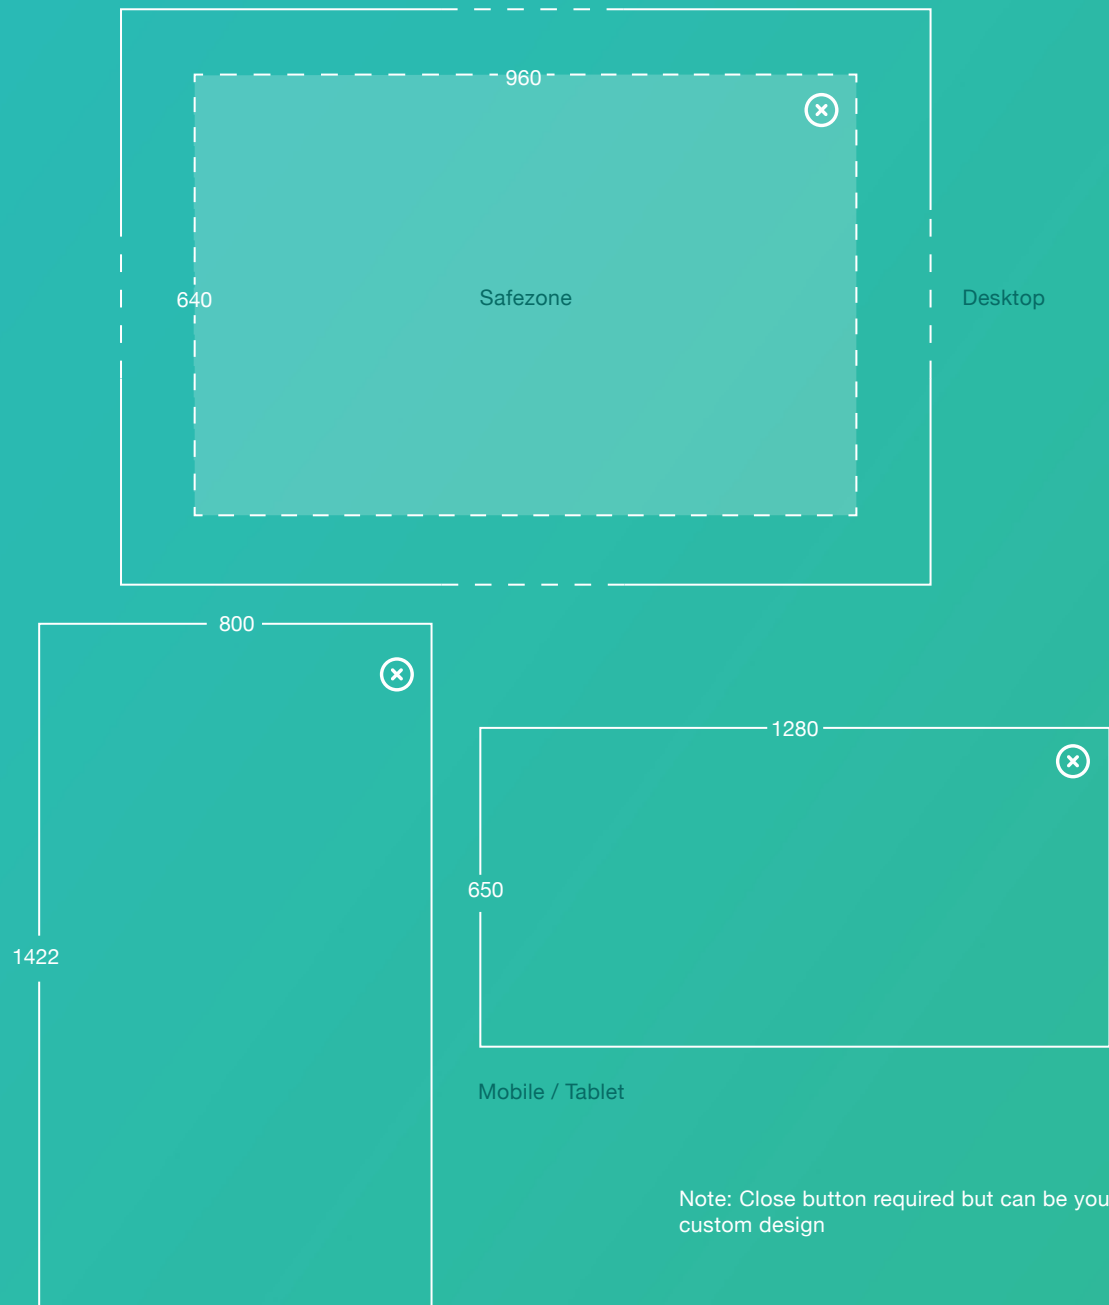 960
640
Safezone
Desktop
800
1280
650
1422
Mobile / Tablet
Note: Close button required but can be you
custom design